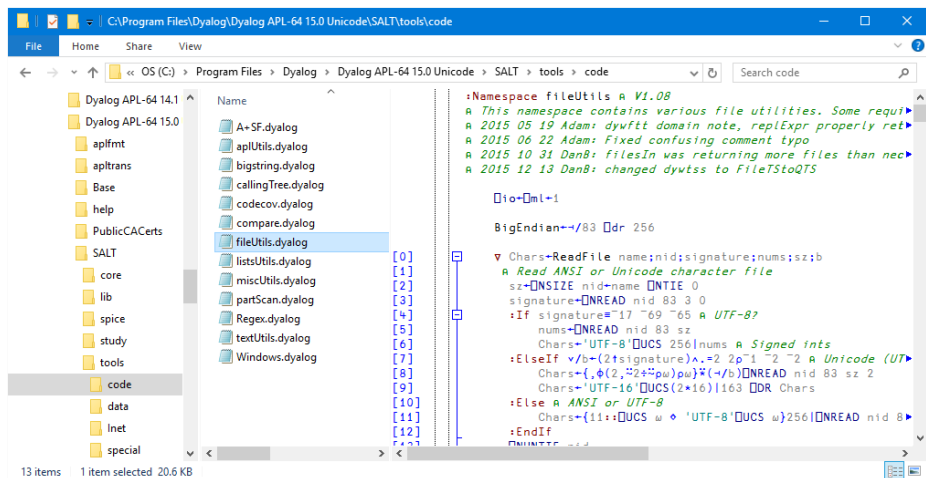 C:\Program Files\Dyalog\Dyalog APL-64 15.0 Unicode\SALT\tools\code
File Home Share View
« OS (C:) > Program Files > Dyalog > Dyalog APL-64 15.0 Unicode > SALT > tools > code
Search code
Dyalog APL-64 14.1
Dyalog APL-64 15.0
aplfmt
apltrans
Base
help
PublicCACerts
SALT
core
lib
spice
study
tools
code
data
Inet
special
Name
A+SF.dyalog
aplUtils.dyalog
bigstring.dyalog
callingTree.dyalog
codecov.dyalog
compare.dyalog
fileUtils.dyalog
listsUtils.dyalog
miscUtils.dyalog
partScan.dyalog
Regex.dyalog
textUtils.dyalog
Windows.dyalog
:Namespace fileUtils ⍝ V1.08
⍝ This namespace contains various file utilities. Some requi
⍝ 2015 05 19 Adam: dywftt domain note, replExpr properly ret
⍝ 2015 06 22 Adam: Fixed confusing comment typo
⍝ 2015 10 31 DanB: filesIn was returning more files than nec
⍝ 2015 12 13 DanB: changed dywtss to FileTStoQTS
⎕io←⎕ml←1
BigEndian←⊣/83 ⎕dr 256
[0] ∇ Chars←ReadFile name;nid;signature;nums;sz;b
[1] ⍝ Read ANSI or Unicode character file
[2] sz←⎕NSIZE nid←name ⎕NTIE 0
[3] signature←⎕NREAD nid 83 3 0
[4] :If signature≡¯17 ¯69 ¯65 ⍝ UTF-8?
[5] nums←⎕NREAD nid 83 sz
[6] Chars←'UTF-8'⎕UCS 256|nums ⍝ Signed ints
[7] :ElseIf ∨/b←(2↑signature)∧.=2 2⍴¯1 ¯2 ¯2 ⍝ Unicode (UT
[8] Chars←{,⌽(2,⍨2÷⍨⍴⍵)⍴⍵}⍣(⊣/b)⎕NREAD nid 83 sz 2
[9] Chars←'UTF-16'⎕UCS(2*16)|163 ⎕DR Chars
[10] :Else ⍝ ANSI or UTF-8
[11] Chars←{11::⎕UCS ⍵ ⋄ 'UTF-8'⎕UCS ⍵}256|⎕NREAD nid 8
[12] :EndIf
13 items 1 item selected 20.6 KB